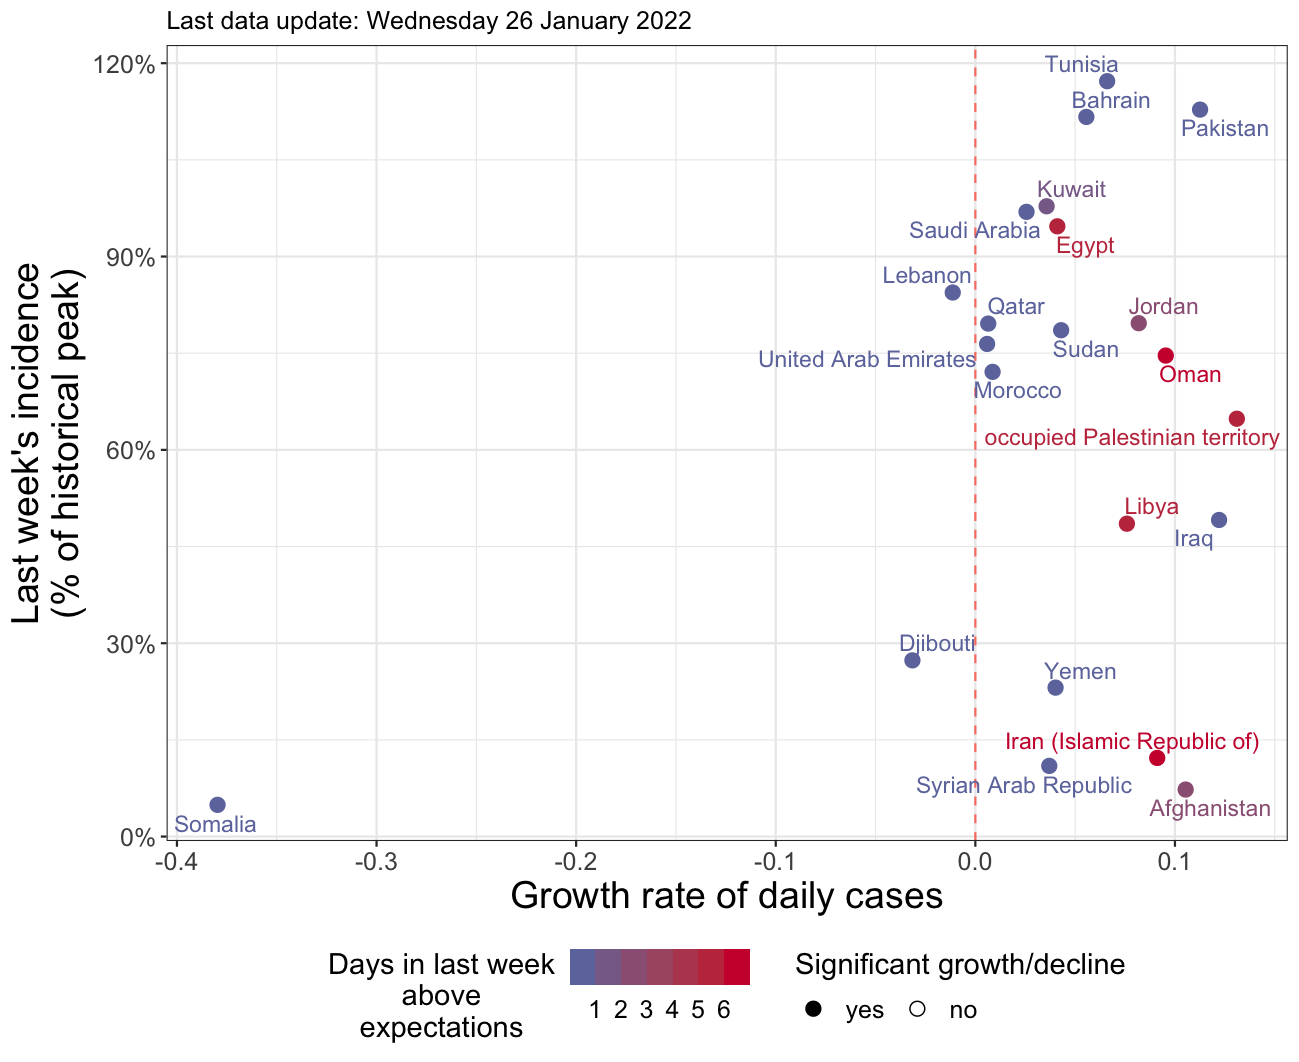 Last data update: Wednesday 26 January 2022
120%
90%
60%
30%
0%
Last week's incidence
(% of historical peak)
Tunisia
Bahrain
Pakistan
Kuwait
Saudi Arabia
Egypt
Lebanon
Qatar
Jordan
Sudan
United Arab Emirates
Oman
Morocco
occupied Palestinian territory
Libya
Iraq
Djibouti
Yemen
Iran (Islamic Republic of)
Syrian Arab Republic
Afghanistan
Somalia
-0.4 -0.3 -0.2 -0.1 0.0 0.1
Growth rate of daily cases
Days in last week
above
expectations
1 2 3 4 5 6
Significant growth/decline
yes no